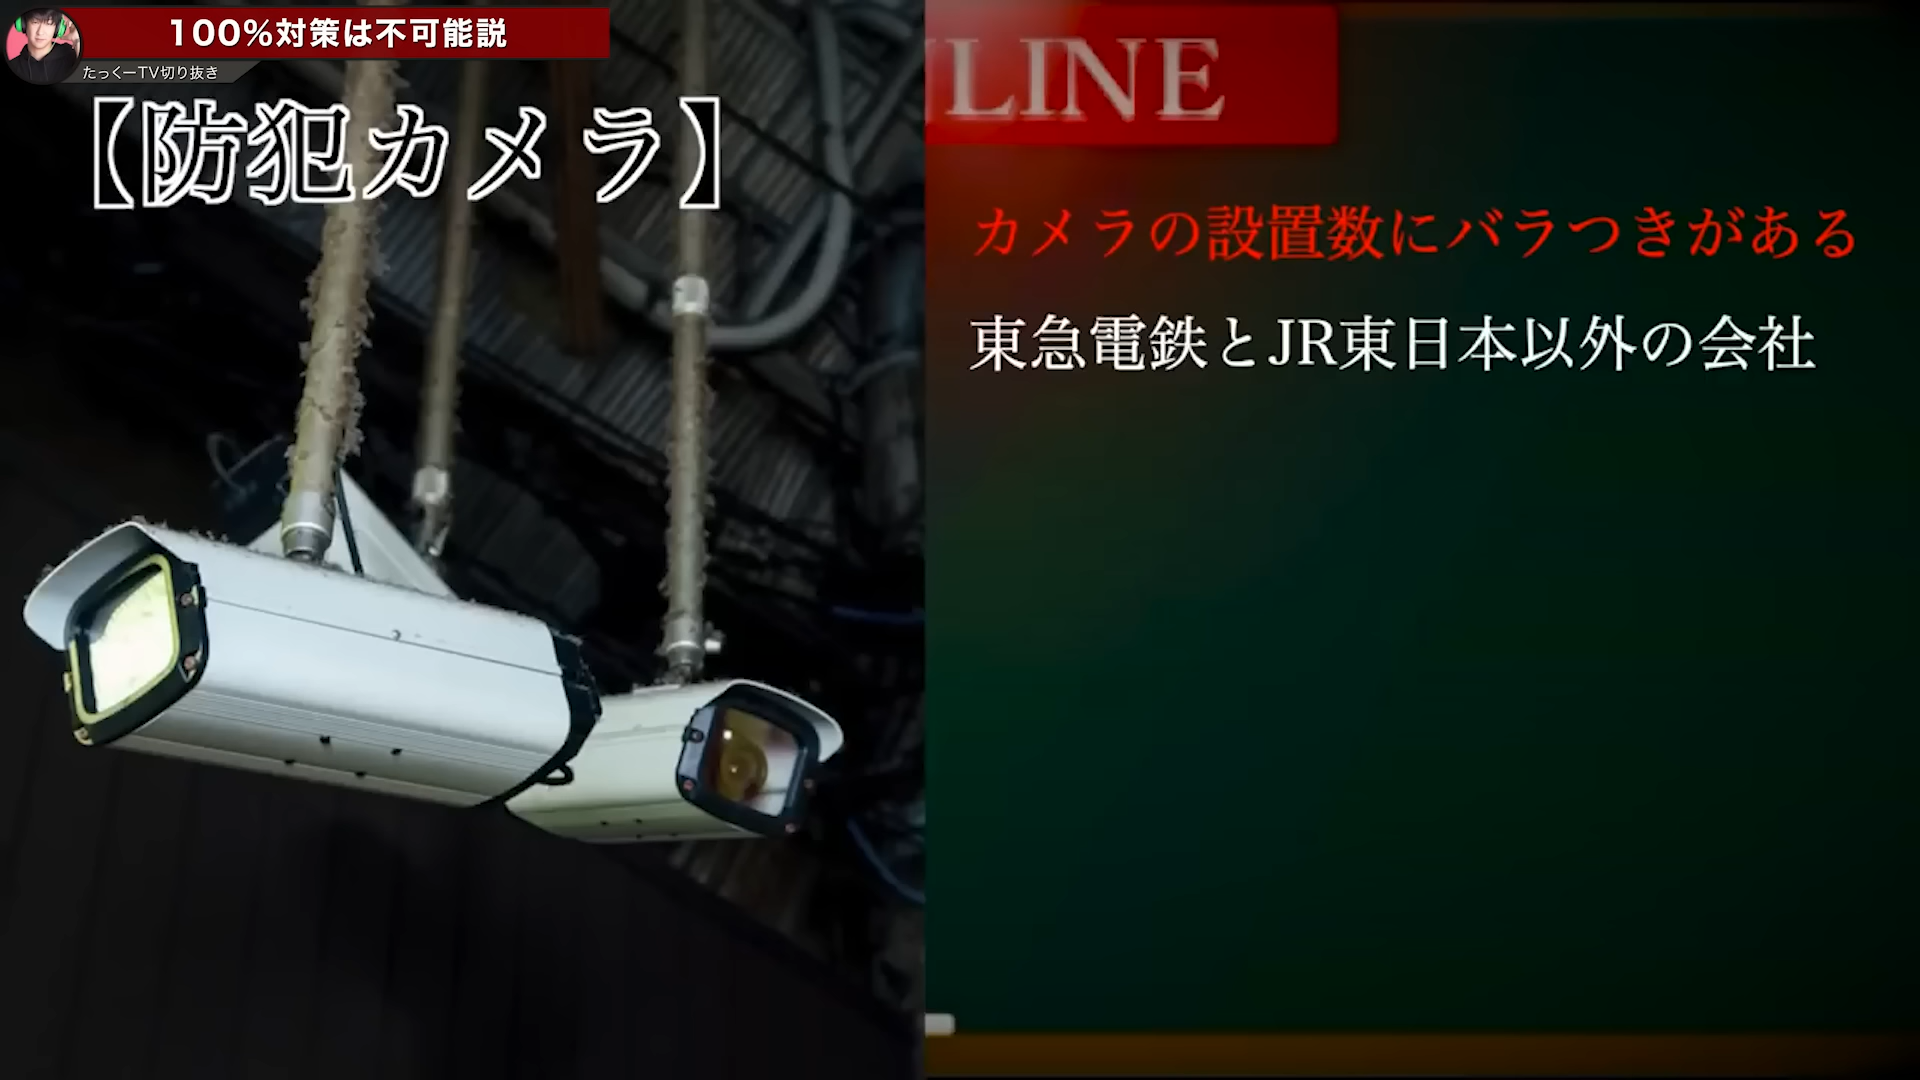 100%対策は不可能説
たっくーTV切り抜き
【防犯カメラ】
LINE
カメラの設置数にバラつきがある
東急電鉄とJR東日本以外の会社